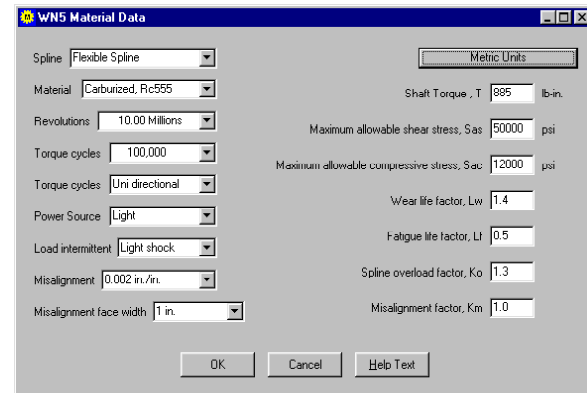 WN5 Material Data
Spline Flexible Spline
Metric Units
Material Carburized, Rc555
Shaft Torque , T 885 lb-in.
Revolutions 10.00 Millions
Maximum allowable shear stress, Sas 50000 psi
Torque cycles 100,000
Maximum allowable compressive stress, Sac 12000 psi
Torque cycles Uni directional
Wear life factor, Lw 1.4
Power Source Light
Fatigue life factor, Lf 0.5
Load intermittent Light shock
Spline overload factor, Ko 1.3
Misalignment 0.002 in./in.
Misalignment factor, Km 1.0
Misalignment face width 1 in.
OK Cancel Help Text